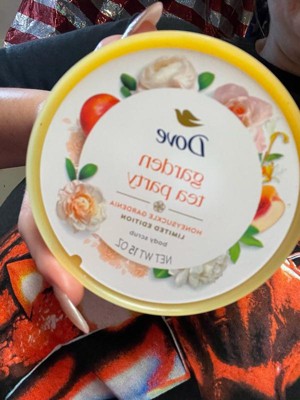 Dove
garden
tea party
HONEYSUCKLE GARDENIA
LIMITED EDITION
body scrub
NET WT 15 OZ